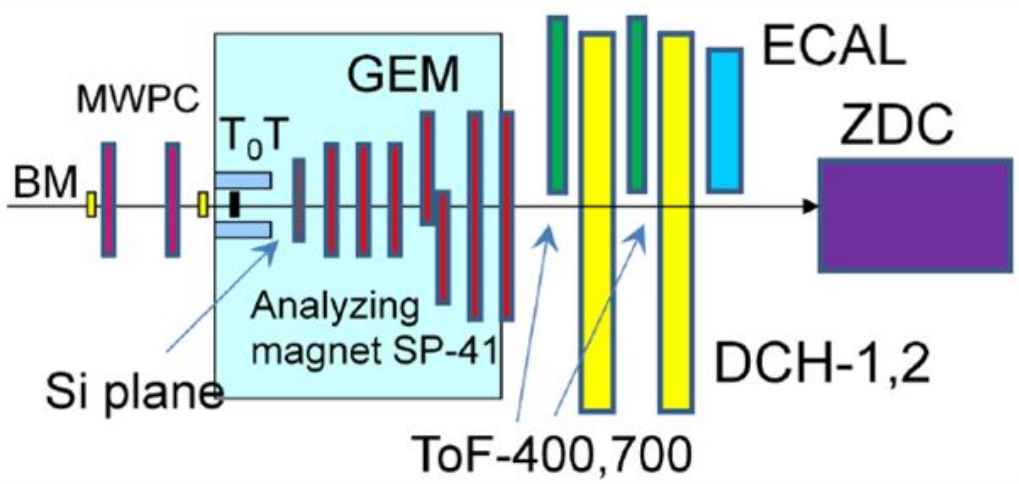 ECAL
GEM
MWPC
ZDC
T₀T
BM
Analyzing
magnet SP-41
DCH-1,2
Si plane
ToF-400,700